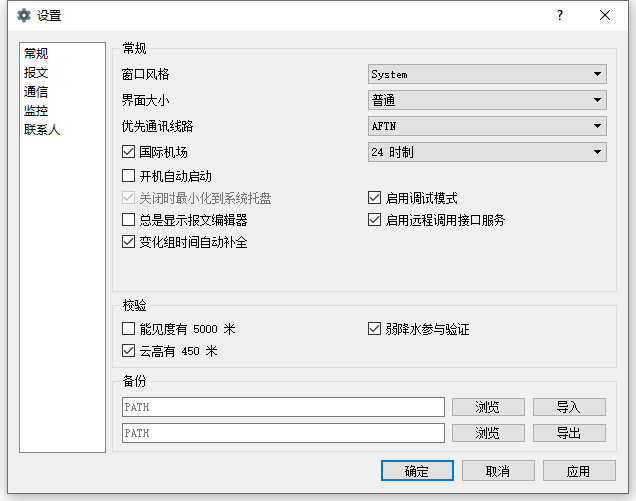 设置
常规
报文
通信
监控
联系人
常规
窗口风格 System
界面大小 普通
优先通讯线路 AFTN
国际机场 24 时制
开机自动启动
关闭时最小化到系统托盘 启用调试模式
总是显示报文编辑器 启用远程调用接口服务
变化组时间自动补全
校验
能见度有 5000 米 弱降水参与验证
云高有 450 米
备份
PATH 浏览 导入
PATH 浏览 导出
确定 取消 应用